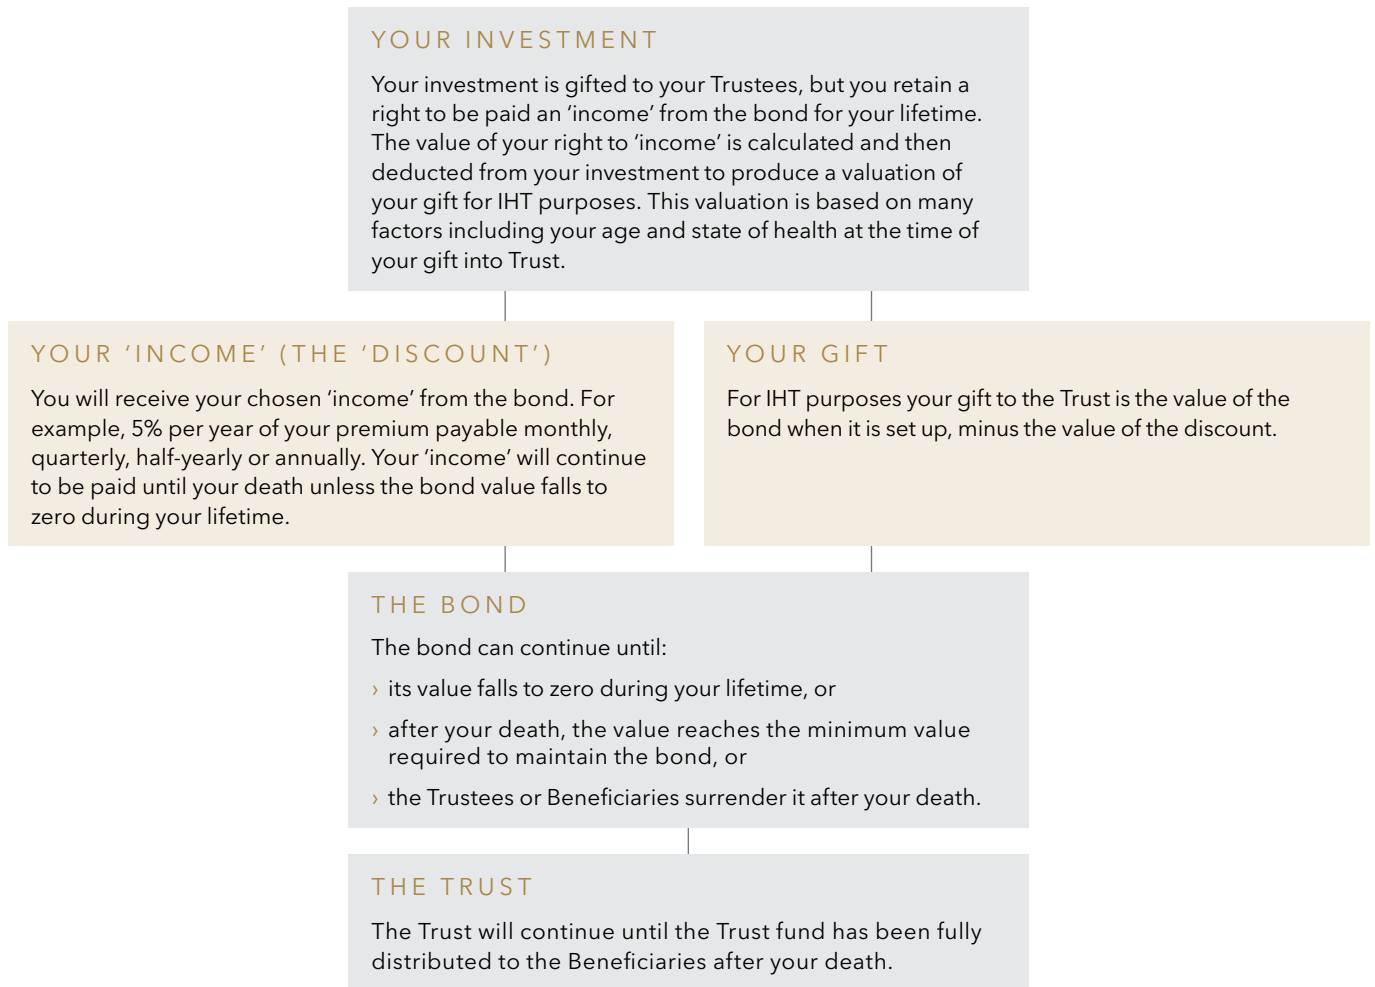 YOUR INVESTMENT
Your investment is gifted to your Trustees, but you retain a
right to be paid an ‘income’ from the bond for your lifetime.
The value of your right to ‘income’ is calculated and then
deducted from your investment to produce a valuation of
your gift for IHT purposes. This valuation is based on many
factors including your age and state of health at the time of
your gift into Trust.
YOUR ‘INCOME’ (THE ‘DISCOUNT’)
You will receive your chosen ‘income’ from the bond. For
example, 5% per year of your premium payable monthly,
quarterly, half-yearly or annually. Your ‘income’ will continue
to be paid until your death unless the bond value falls to
zero during your lifetime.
YOUR GIFT
For IHT purposes your gift to the Trust is the value of the
bond when it is set up, minus the value of the discount.
THE BOND
The bond can continue until:
› its value falls to zero during your lifetime, or
› after your death, the value reaches the minimum value
required to maintain the bond, or
› the Trustees or Beneficiaries surrender it after your death.
THE TRUST
The Trust will continue until the Trust fund has been fully
distributed to the Beneficiaries after your death.